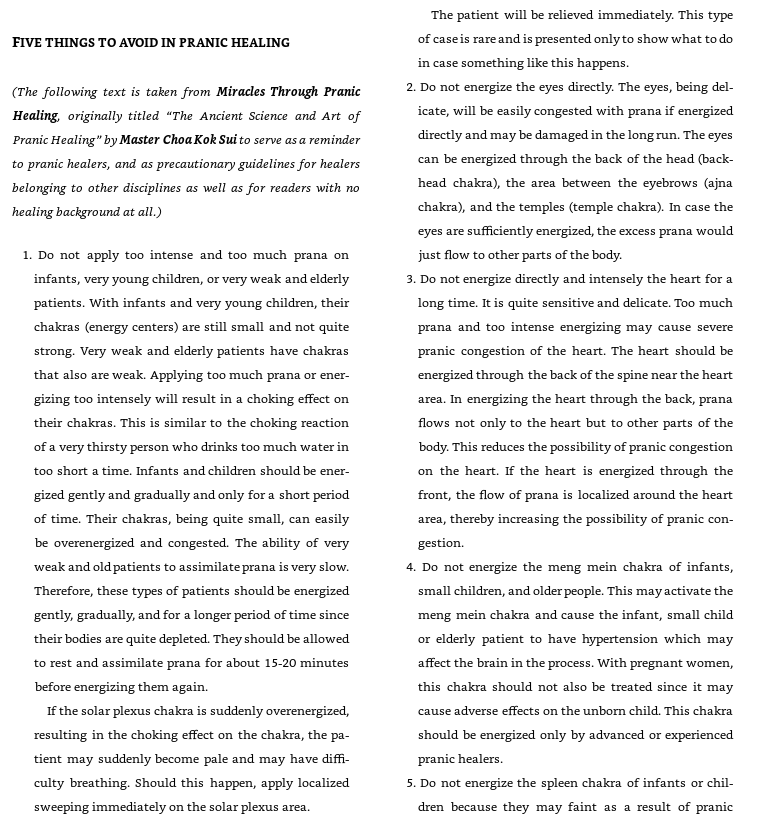 FIVE THINGS TO AVOID IN PRANIC HEALING
(The following text is taken from Miracles Through Pranic
Healing, originally titled “The Ancient Science and Art of
Pranic Healing” by Master Choa Kok Sui to serve as a reminder
to pranic healers, and as precautionary guidelines for healers
belonging to other disciplines as well as for readers with no
healing background at all.)
1. Do not apply too intense and too much prana on
infants, very young children, or very weak and elderly
patients. With infants and very young children, their
chakras (energy centers) are still small and not quite
strong. Very weak and elderly patients have chakras
that also are weak. Applying too much prana or ener-
gizing too intensely will result in a choking effect on
their chakras. This is similar to the choking reaction
of a very thirsty person who drinks too much water in
too short a time. Infants and children should be ener-
gized gently and gradually and only for a short period
of time. Their chakras, being quite small, can easily
be overenergized and congested. The ability of very
weak and old patients to assimilate prana is very slow.
Therefore, these types of patients should be energized
gently, gradually, and for a longer period of time since
their bodies are quite depleted. They should be allowed
to rest and assimilate prana for about 15-20 minutes
before energizing them again.
If the solar plexus chakra is suddenly overenergized,
resulting in the choking effect on the chakra, the pa-
tient may suddenly become pale and may have diffi-
culty breathing. Should this happen, apply localized
sweeping immediately on the solar plexus area.
The patient will be relieved immediately. This type
of case is rare and is presented only to show what to do
in case something like this happens.
2. Do not energize the eyes directly. The eyes, being del-
icate, will be easily congested with prana if energized
directly and may be damaged in the long run. The eyes
can be energized through the back of the head (back-
head chakra), the area between the eyebrows (ajna
chakra), and the temples (temple chakra). In case the
eyes are sufficiently energized, the excess prana would
just flow to other parts of the body.
3. Do not energize directly and intensely the heart for a
long time. It is quite sensitive and delicate. Too much
prana and too intense energizing may cause severe
pranic congestion of the heart. The heart should be
energized through the back of the spine near the heart
area. In energizing the heart through the back, prana
flows not only to the heart but to other parts of the
body. This reduces the possibility of pranic congestion
on the heart. If the heart is energized through the
front, the flow of prana is localized around the heart
area, thereby increasing the possibility of pranic con-
gestion.
4. Do not energize the meng mein chakra of infants,
small children, and older people. This may activate the
meng mein chakra and cause the infant, small child
or elderly patient to have hypertension which may
affect the brain in the process. With pregnant women,
this chakra should not also be treated since it may
cause adverse effects on the unborn child. This chakra
should be energized only by advanced or experienced
pranic healers.
5. Do not energize the spleen chakra of infants or chil-
dren because they may faint as a result of pranic